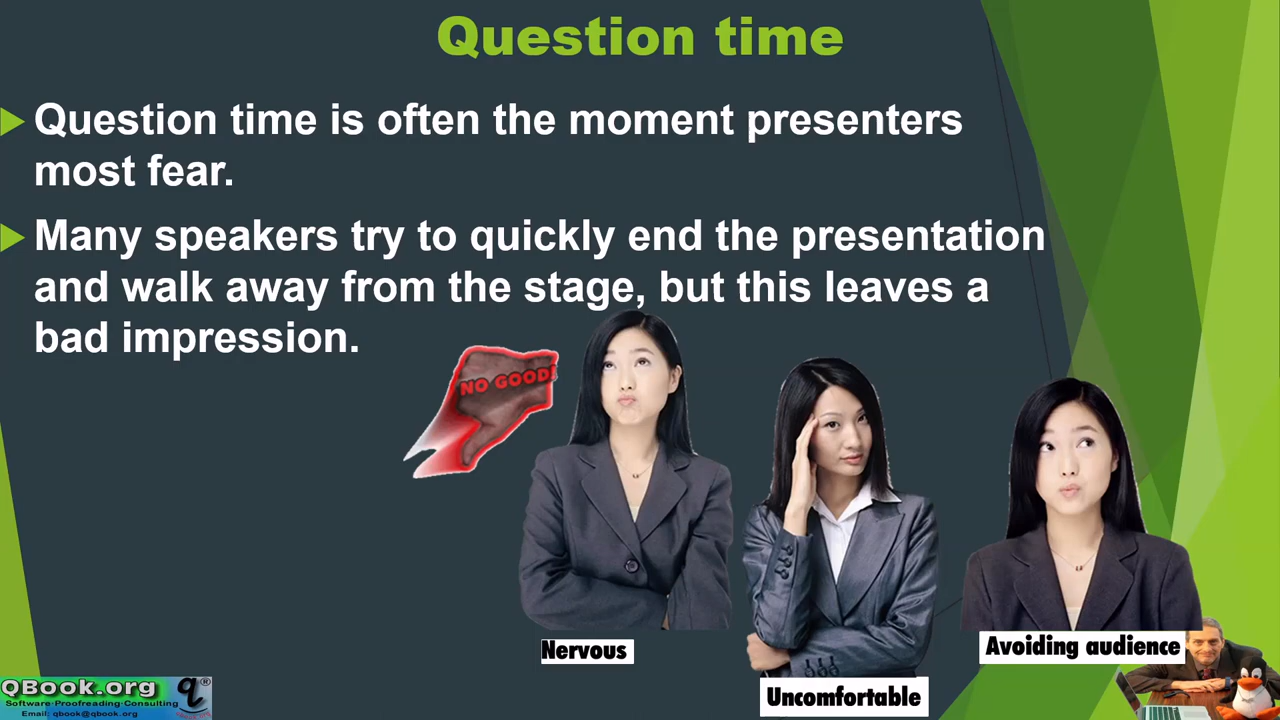 Question time
Question time is often the moment presenters
most fear.
Many speakers try to quickly end the presentation
and walk away from the stage, but this leaves a
bad impression.
NO GOOD!
Nervous
Uncomfortable
Avoiding audience
QBook.org
Software·Proofreading·Consulting
Email: qbook@qbook.org
q®